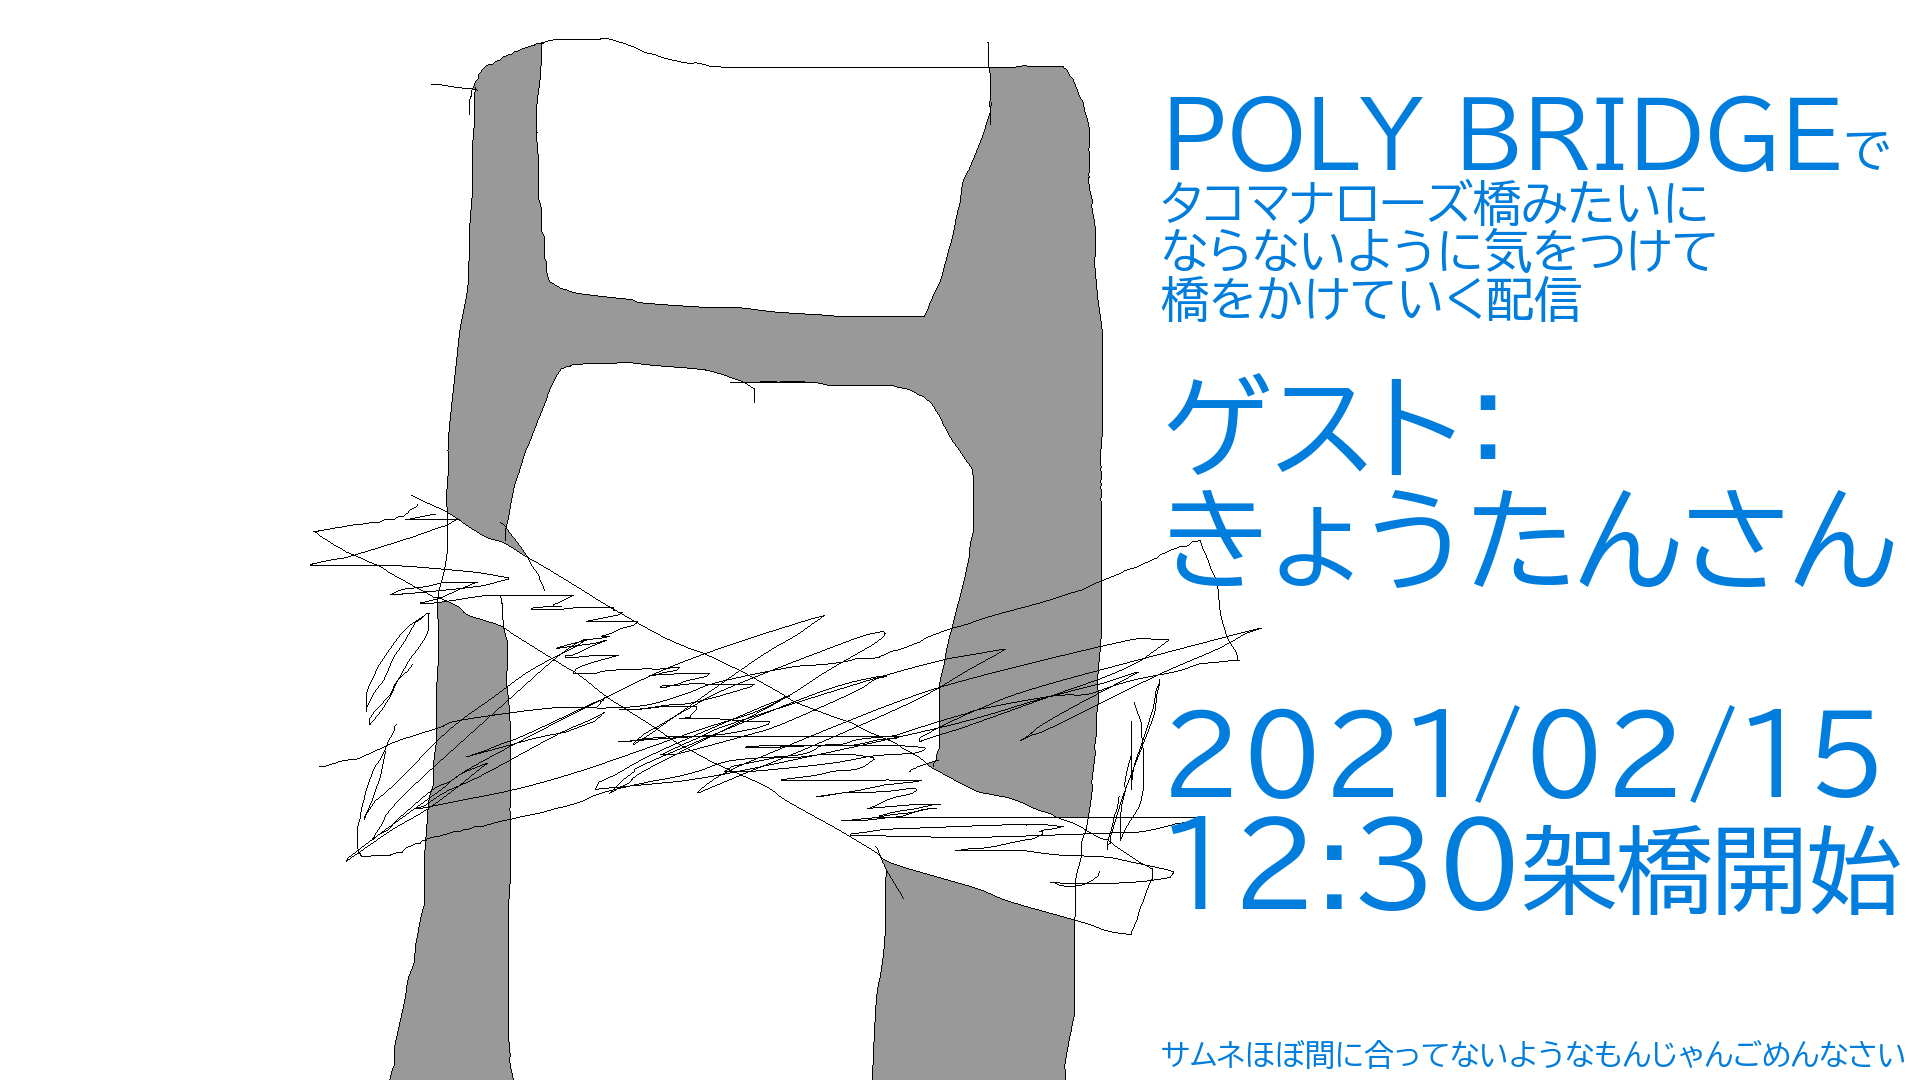 POLY BRIDGEで
タコマナローズ橋みたいに
ならないように気をつけて
橋をかけていく配信
ゲスト：
きょうたんさん
2021/02/15
12:30架橋開始
サムネほぼ間に合ってないようなもんじゃんごめんなさい